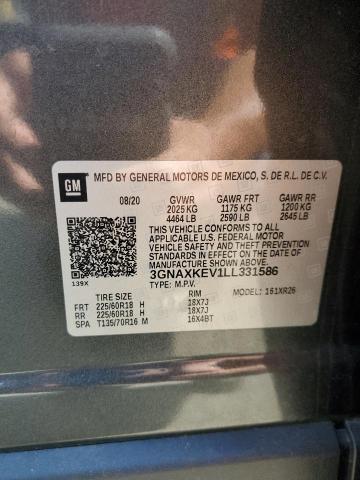 GM
MFD BY GENERAL MOTORS DE MEXICO, S. DE R.L. DE C.V.
08/20 GVWR GAWR FRT GAWR RR
2025 KG 1175 KG 1200 KG
4464 LB 2590 LB 2645 LB
THIS VEHICLE CONFORMS TO ALL
APPLICABLE U.S. FEDERAL MOTOR
VEHICLE SAFETY AND THEFT PREVENTION
STANDARDS IN EFFECT ON THE DATE OF
MANUFACTURE SHOWN ABOVE.
3GNAXKEV1LL331586
139X TYPE: M.P.V. MODEL: 151XR26
TIRE SIZE RIM
FRT 225/60R18 H 18X7J
RR 225/60R18 H 18X7J
SPA T135/70R16 M 16X4BT